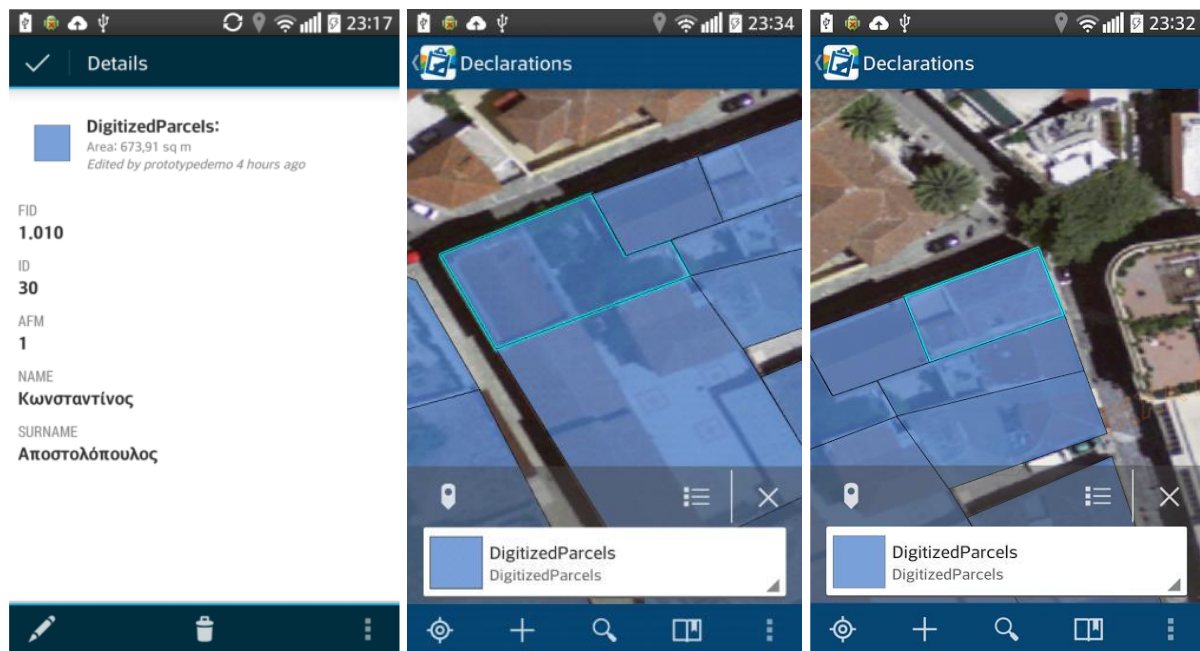 23:17
Details
DigitizedParcels:
Area: 673,91 sq m
Edited by prototypedemo 4 hours ago
FID
1.010
ID
30
AFM
1
NAME
Κωνσταντίνος
SURNAME
Αποστολόπουλος
23:34
Declarations
DigitizedParcels
DigitizedParcels
23:32
Declarations
DigitizedParcels
DigitizedParcels